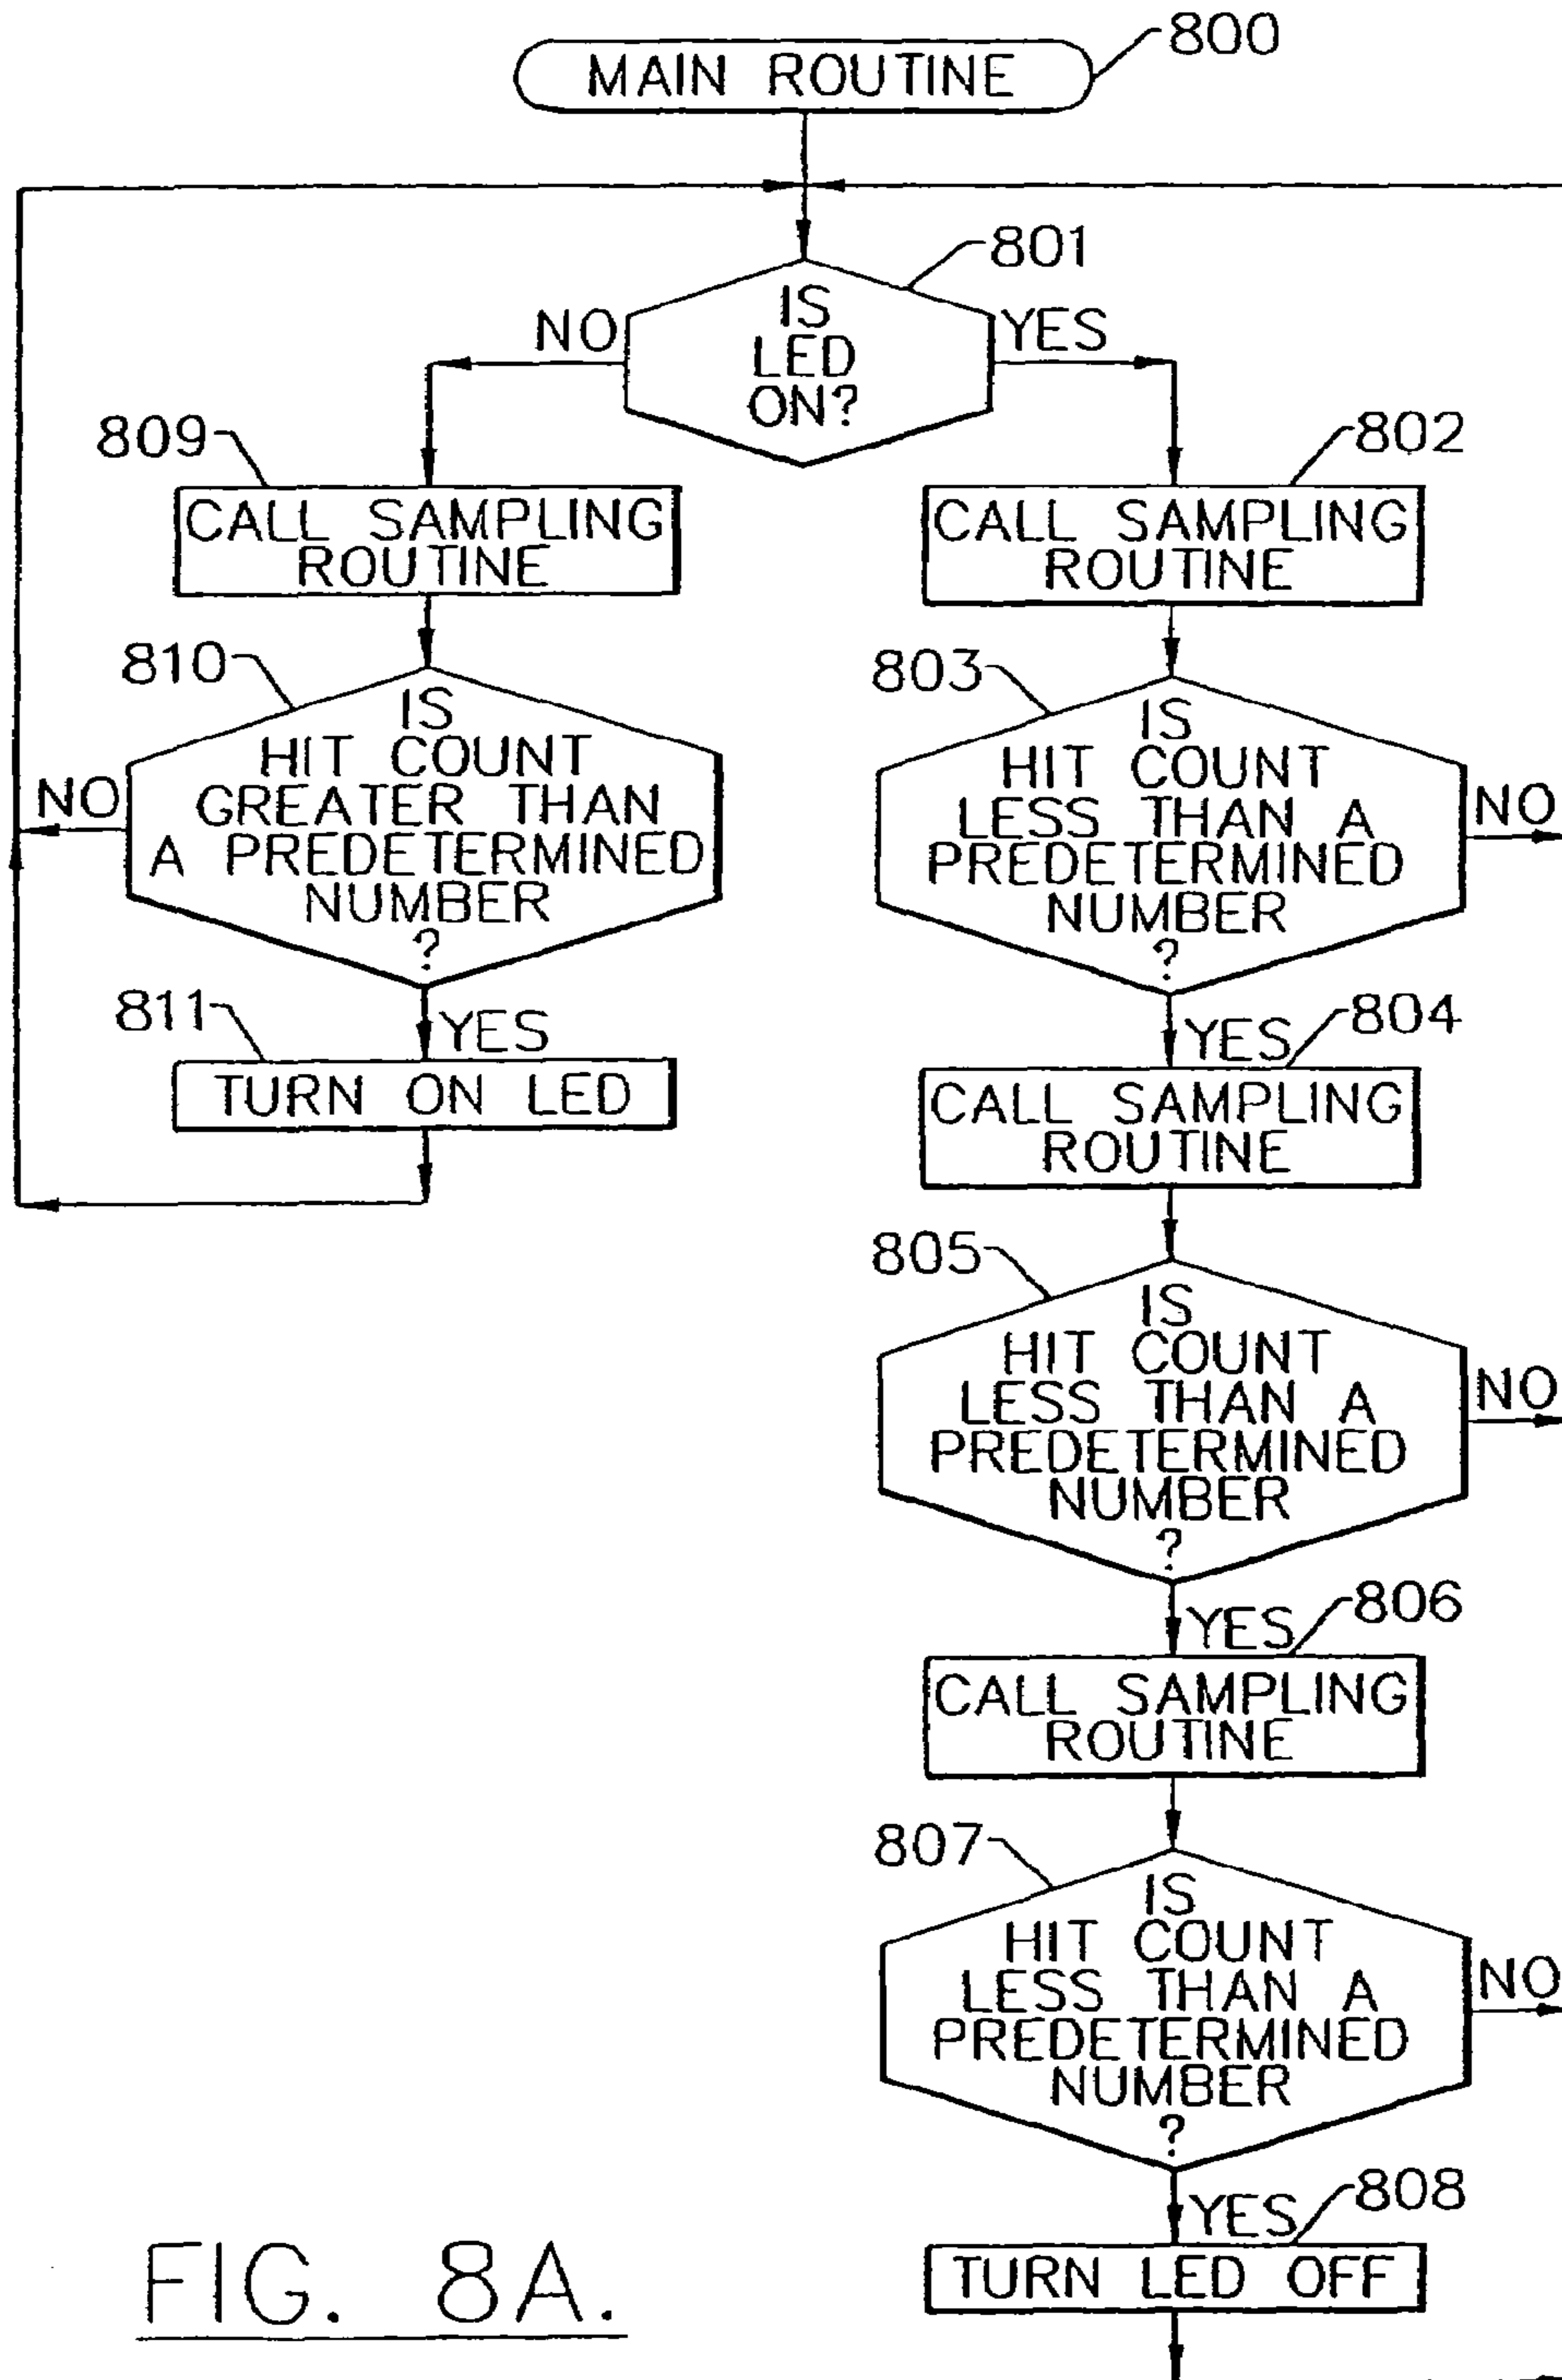 800
MAIN ROUTINE
801
IS
LED
ON?
NO
YES
809
CALL SAMPLING
ROUTINE
810
IS
HIT COUNT
GREATER THAN
A PREDETERMINED
NUMBER
?
NO
YES
811
TURN ON LED
802
CALL SAMPLING
ROUTINE
803
IS
HIT COUNT
LESS THAN A
PREDETERMINED
NUMBER
?
NO
YES
804
CALL SAMPLING
ROUTINE
805
IS
HIT COUNT
LESS THAN A
PREDETERMINED
NUMBER
?
NO
YES
806
CALL SAMPLING
ROUTINE
807
IS
HIT COUNT
LESS THAN A
PREDETERMINED
NUMBER
?
NO
YES
808
TURN LED OFF
FIG. 8A.